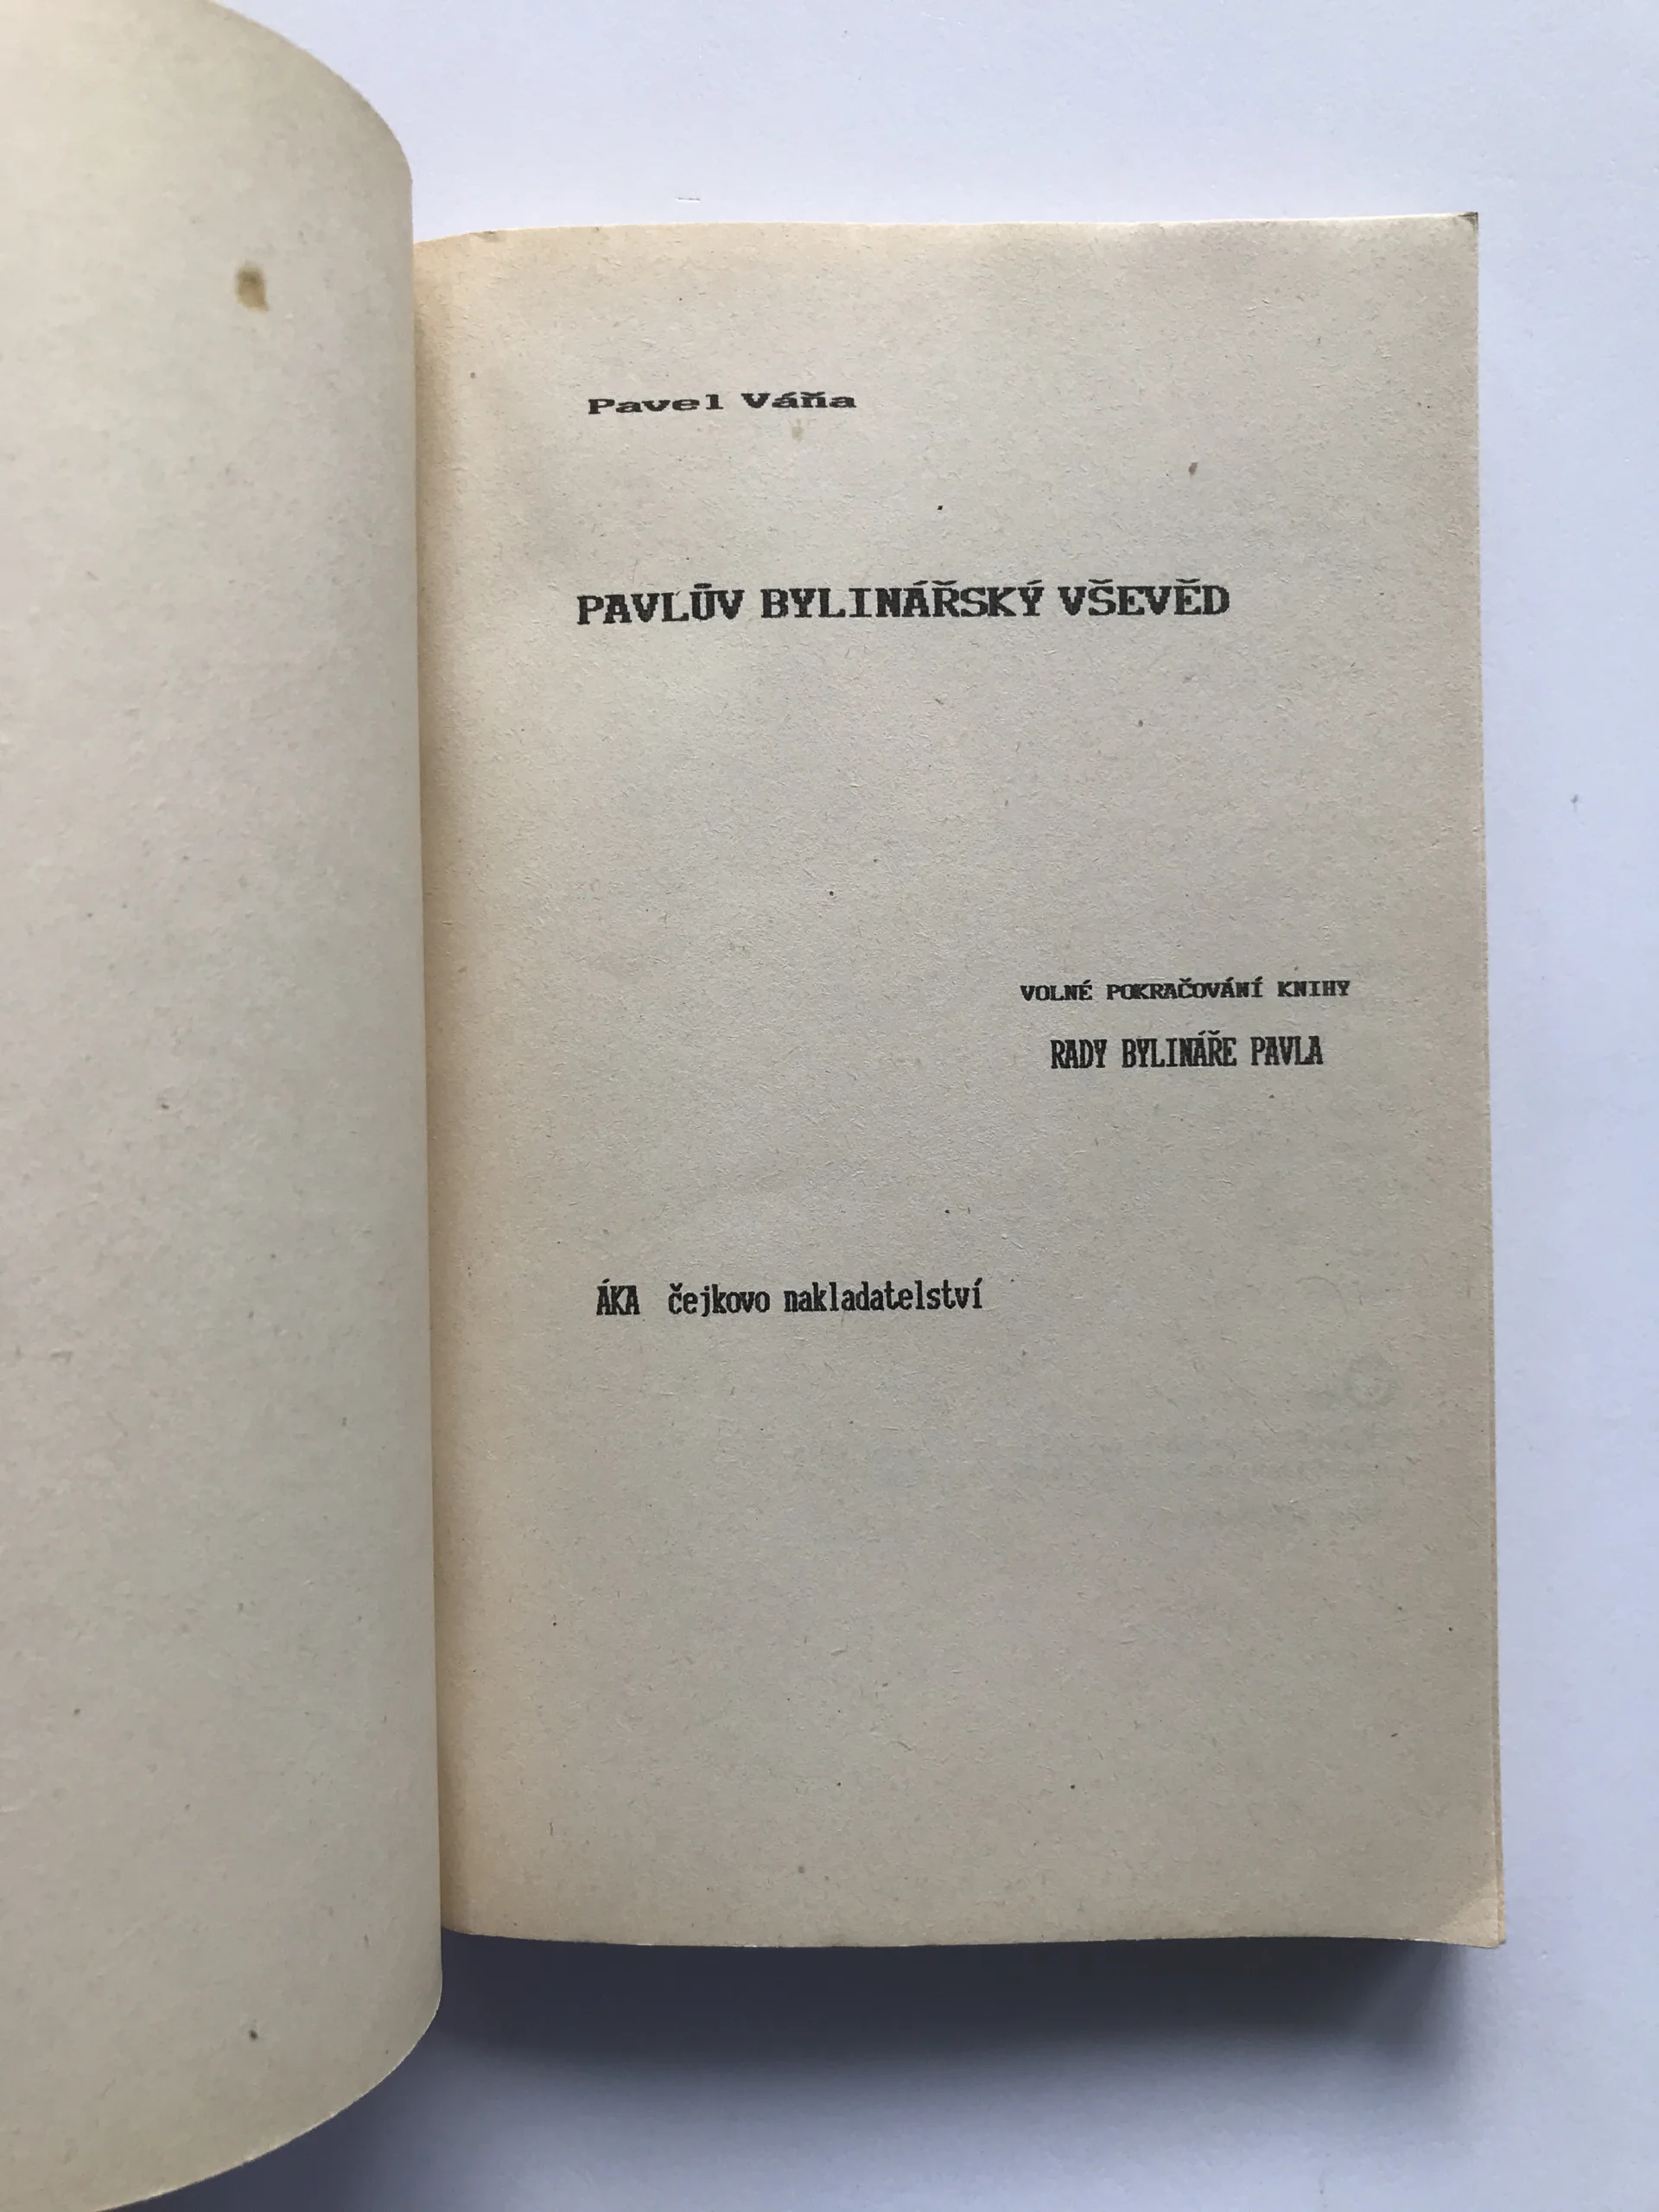 Pavel Váňa
PAVLŮV BYLINÁŘSKÝ VŠEVĚD
VOLNÉ POKRAČOVÁNÍ KNIHY
RADY BYLINÁŘE PAVLA
ÁKA čejkovo nakladatelství